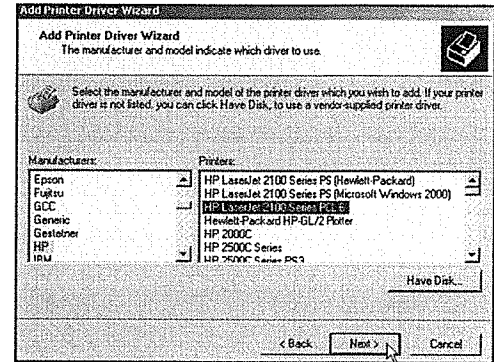 Add Printer Driver Wizard
Add Printer Driver Wizard
The manufacturer and model indicate which driver to use.
Select the manufacturer and model of the printer driver which you wish to add. If your printer
driver is not listed, you can click Have Disk, to use a vendor-supplied printer driver.
Manufacturers:
Epson
Fujitsu
GCC
Generic
Gestetner
HP
IBM
Printers:
HP LaserJet 2100 Series PS (Hewlett-Packard)
HP LaserJet 2100 Series PS (Microsoft Windows 2000)
HP LaserJet 2100 Series PCL 6
Hewlett-Packard HP-GL/2 Plotter
HP 2000C
HP 2500C Series
HP 2500C Series PS3
Have Disk...
< Back
Next >
Cancel